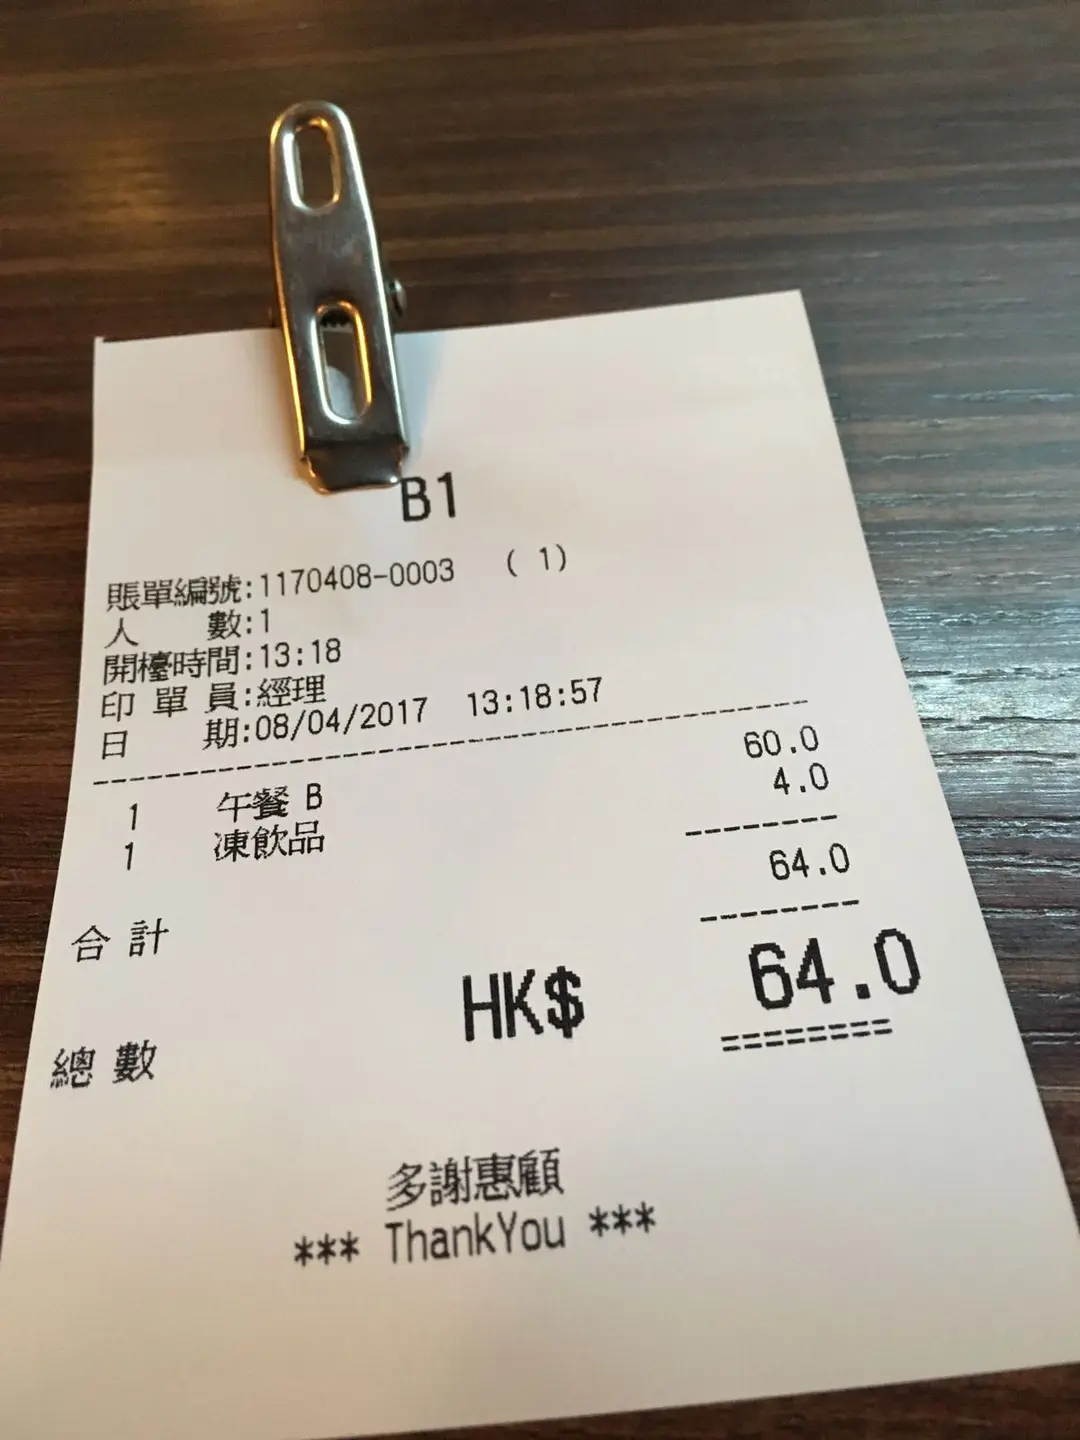 B1
賬單編號:1170408-0003 ( 1)
人 數:1
開檯時間:13:18
印 單 員:經理
日 期:08/04/2017 13:18:57
1 午餐 B 60.0
1 凍飲品 4.0
合 計 64.0
總 數 HK$ 64.0
多謝惠顧
*** ThankYou ***